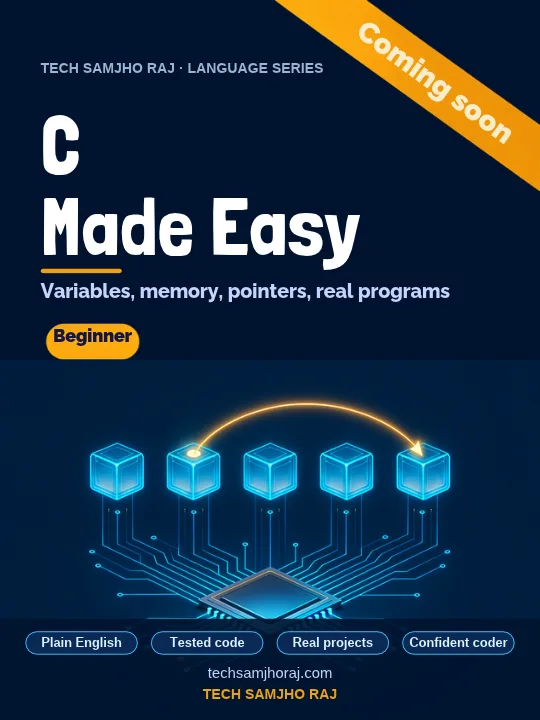 Coming soon
TECH SAMJHO RAJ · LANGUAGE SERIES
C
Made Easy
Variables, memory, pointers, real programs
Beginner
Plain English
Tested code
Real projects
Confident coder
techsamjhoraj.com
TECH SAMJHO RAJ